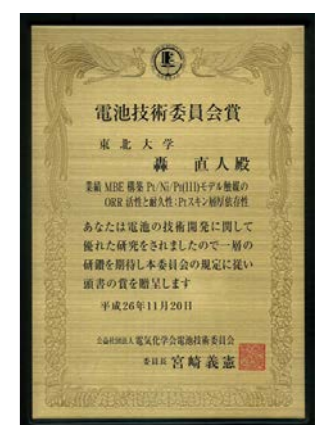 電池技術委員会賞
東北大学
轟 直人殿
業績 MBE 構築 Pt/Ni/Pt(111)モデル触媒の
ORR 活性と耐久性:Ptスキン層厚依存性
あなたは電池の技術開発に関して
優れた研究をされましたので一層の
研鑽を期待し本委員会の規定に従い
頭書の賞を贈呈します
平成26年11月20日
公益社団法人 電気化学会電池技術委員会
委員長 宮崎義憲